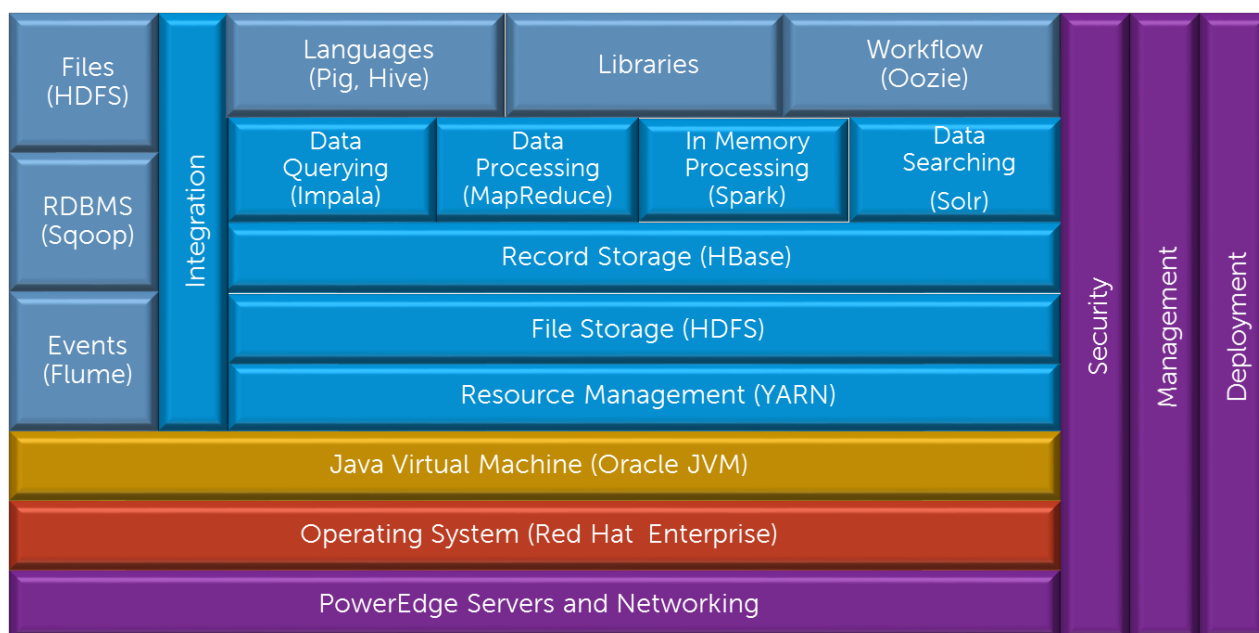 Files
(HDFS)
RDBMS
(Sqoop)
Events
(Flume)
Integration
Languages
(Pig, Hive)
Libraries
Workflow
(Oozie)
Data
Querying
(Impala)
Data
Processing
(MapReduce)
In Memory
Processing
(Spark)
Data
Searching
(Solr)
Record Storage (HBase)
File Storage (HDFS)
Resource Management (YARN)
Java Virtual Machine (Oracle JVM)
Operating System (Red Hat  Enterprise)
PowerEdge Servers and Networking
Security
Management
Deployment